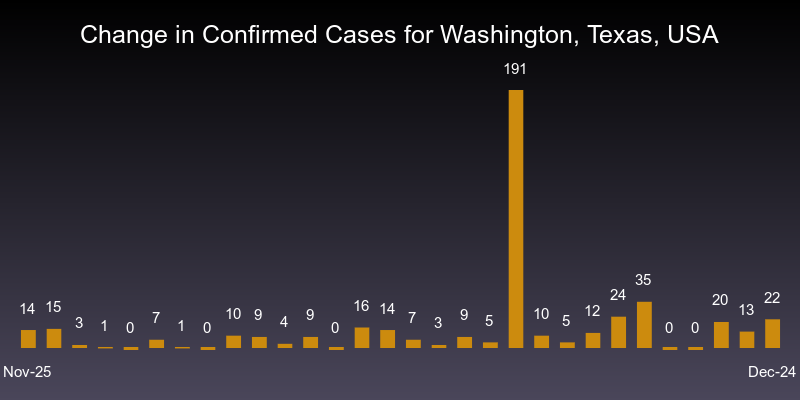 Change in Confirmed Cases for Washington, Texas, USA
191
14 15 3 1 0 7 1 0 10 9 4 9 0 16 14 7 3 9 5 10 5 12 24 35 0 0 20 13 22
Nov-25 Dec-24